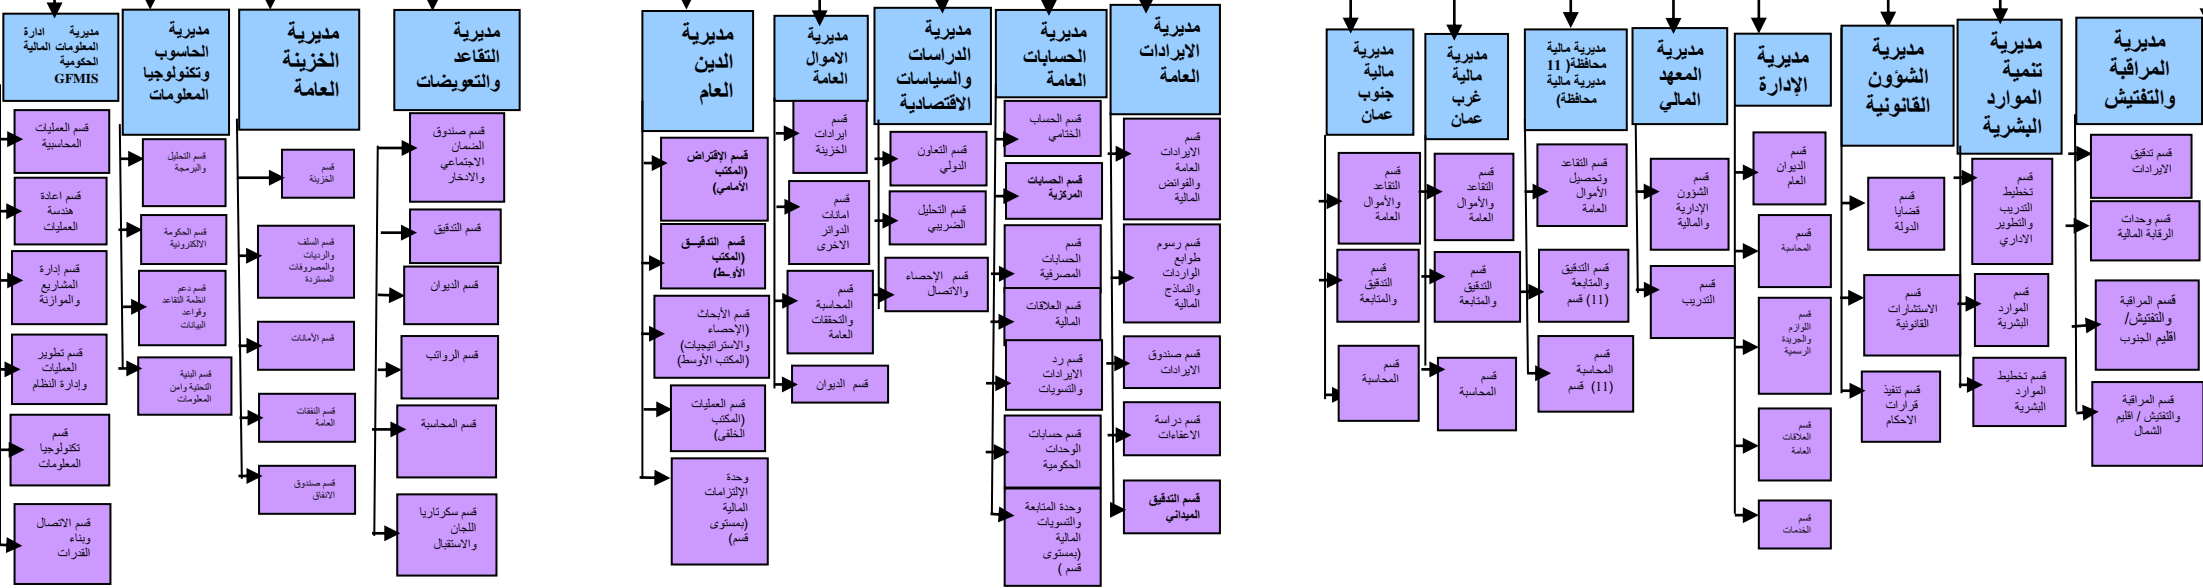 مديرية
المراقبة
والتفتيش
قسم تدقيق
الايرادات
قسم وحدات
الرقابة المالية
قسم المراقبة
والتفتيش/
اقليم الجنوب
قسم المراقبة
والتفتيش / اقليم
الشمال
مديرية
تنمية
الموارد
البشرية
قسم
تخطيط
التدريب
والتطوير
الاداري
قسم
الموارد
البشرية
قسم تخطيط
الموارد
البشرية
مديرية
الشؤون
القانونية
قسم
قضايا
الدولة
قسم
الاستشارات
القانونية
قسم تنفيذ
قرارات
الاحكام
مديرية
الإدارة
قسم
الديوان
العام
قسم
المحاسبة
قسم
اللوازم
والجريدة
الرسمية
قسم
العلاقات
العامة
قسم
الخدمات
مديرية
المعهد
المالي
قسم
الشؤون
الإدارية
والمالية
قسم
التدريب
مديرية مالية
محافظة( 11
مديرية مالية
محافظة)
قسم التقاعد
وتحصيل
الأموال
العامة
قسم التدقيق
والمتابعة
(11) قسم
قسم
المحاسبة
(11) قسم
مديرية
مالية
غرب
عمان
قسم
التقاعد
والأموال
العامة
قسم
التدقيق
والمتابعة
قسم
المحاسبة
مديرية
مالية
جنوب
عمان
قسم
التقاعد
والأموال
العامة
قسم
التدقيق
والمتابعة
قسم
المحاسبة
مديرية
الايرادات
العامة
قسم
الايرادات
العامة
والفوائض
المالية
قسم رسوم
طوابع
الواردات
والنماذج
المالية
قسم صندوق
الايرادات
قسم دراسة
الاعفاءات
قسم التدقيق
الميداني
مديرية
الحسابات
العامة
قسم الحساب
الختامي
قسم الحسابات
المركزية
قسم
الحسابات
المصرفية
قسم العلاقات
المالية
قسم رد
الايرادات
والتسويات
قسم حسابات
الوحدات
الحكومية
وحدة المتابعة
والتسويات
المالية
(بمستوى
قسم )
مديرية
الدراسات
والسياسات
الاقتصادية
قسم التعاون
الدولي
قسم التحليل
الضريبي
قسم الإحصاء
والاتصال
مديرية
الاموال
العامة
قسم
ايرادات
الخزينة
قسم
امانات
الدوائر
الاخرى
قسم
المحاسبة
والتحققات
العامة
قسم الديوان
مديرية
الدين
العام
قسم الإقتراض
(المكتب
الأمامي)
قسم التدقيــق
(المكتب
الأوسط)
قسم الأبحاث
(الإحصاء
والاستراتيجيات)
(المكتب الأوسط)
قسم العمليات
(المكتب
الخلفى)
وحدة
الإلتزامات
المالية
(بمستوى
قسم)
مديرية
التقاعد
والتعويضات
قسم صندوق
الضمان
الاجتماعي
والادخار
قسم التدقيق
قسم الديوان
قسم الرواتب
قسم المحاسبة
قسم سكرتاريا
اللجان
والاستقبال
مديرية
الخزينة
العامة
قسم
الخزينة
قسم السلف
والرديات
والمصروفات
المستردة
قسم الأمانات
قسم النفقات
العامة
قسم صندوق
الانفاق
مديرية
الحاسوب
وتكنولوجيا
المعلومات
قسم التحليل
والبرمجة
قسم الحكومة
الالكترونية
قسم دعم
انظمة التقاعد
وقواعد
البيانات
قسم البنية
التحتية وامن
المعلومات
مديرية ادارة
المعلومات المالية
الحكومية
GFMIS
قسم العمليات
المحاسبية
قسم اعادة
هندسة
العمليات
قسم إدارة
المشاريع
والموازنة
قسم تطوير
العمليات
وإدارة النظام
قسم
تكنولوجيا
المعلومات
قسم الاتصال
وبناء
القدرات